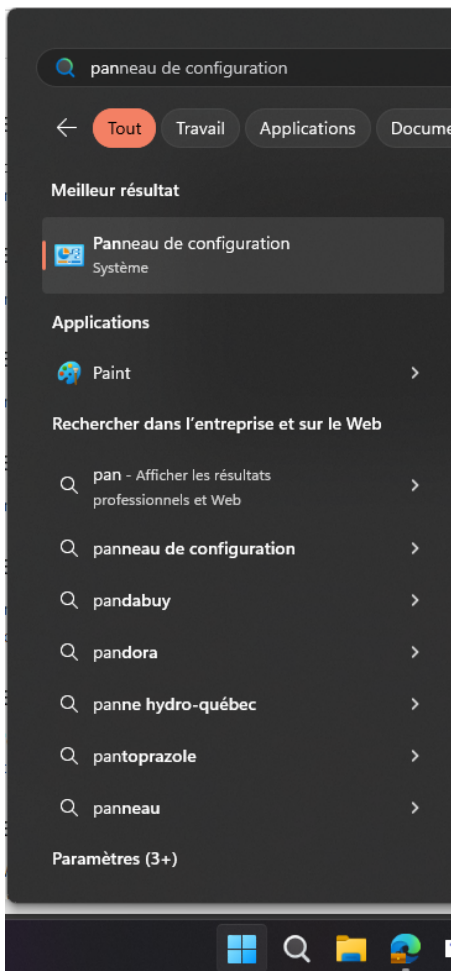 panneau de configuration
Tout Travail Applications Docume
Meilleur résultat
Panneau de configuration
Système
Applications
Paint
Rechercher dans l'entreprise et sur le Web
pan - Afficher les résultats
professionnels et Web
panneau de configuration
pandabuy
pandora
panne hydro-québec
pantoprazole
panneau
Paramètres (3+)